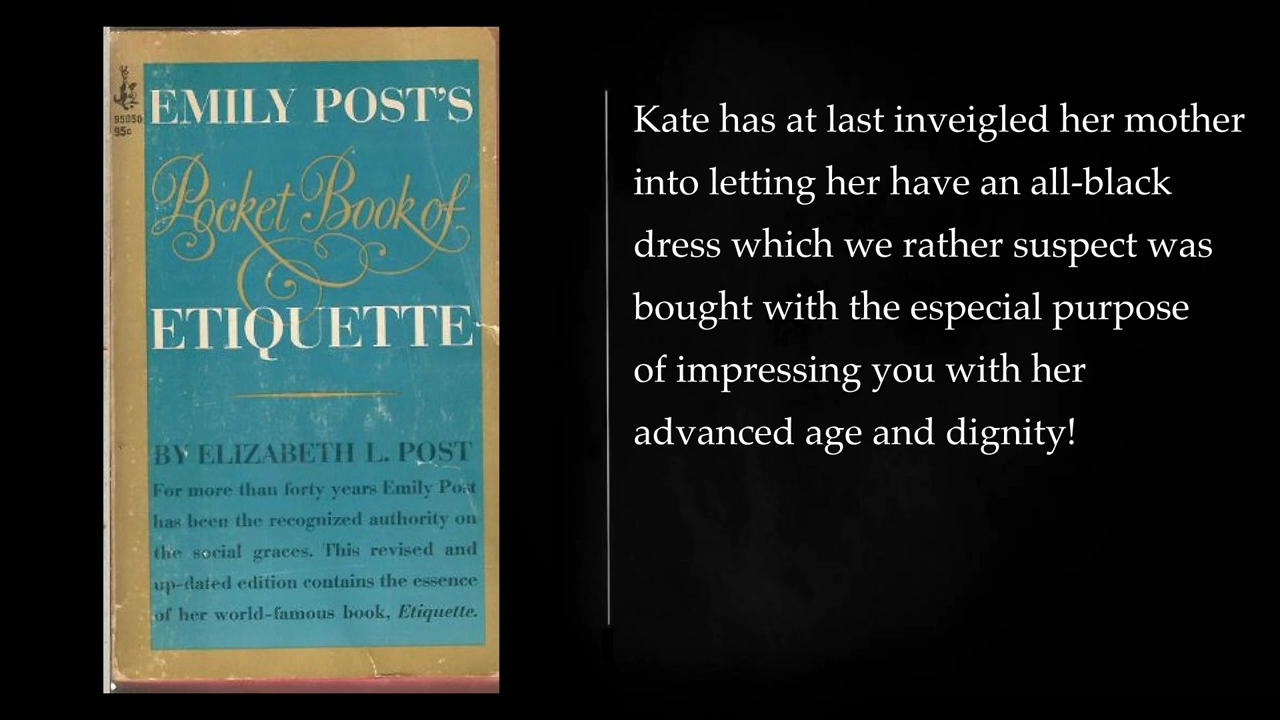 95050
95c
EMILY POST'S
Pocket Book of
ETIQUETTE
BY ELIZABETH L. POST
For more than forty years Emily Post
has been the recognized authority on
the social graces. This revised and
up-dated edition contains the essence
of her world-famous book, Etiquette.
Kate has at last inveigled her mother
into letting her have an all-black
dress which we rather suspect was
bought with the especial purpose
of impressing you with her
advanced age and dignity!